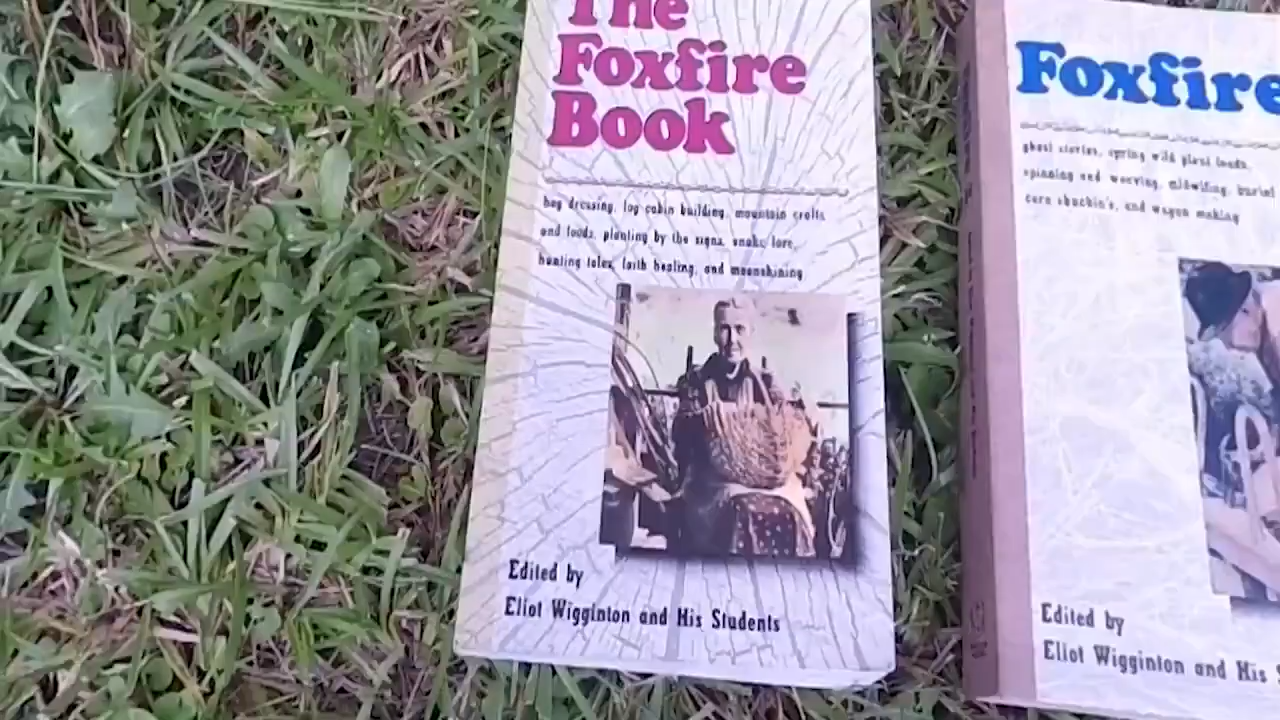 The
Foxfire
Book
hog dressing, log cabin building, mountain crafts
and foods, planting by the signs, snake lore,
hunting tales, faith healing, and moonshining
Edited by
Eliot Wigginton and His Students
Foxfire
ghost stories, spring wild plant foods,
spinning and weaving, midwifing, burial
corn shuckin's, and wagon making
Edited by
Eliot Wigginton and His